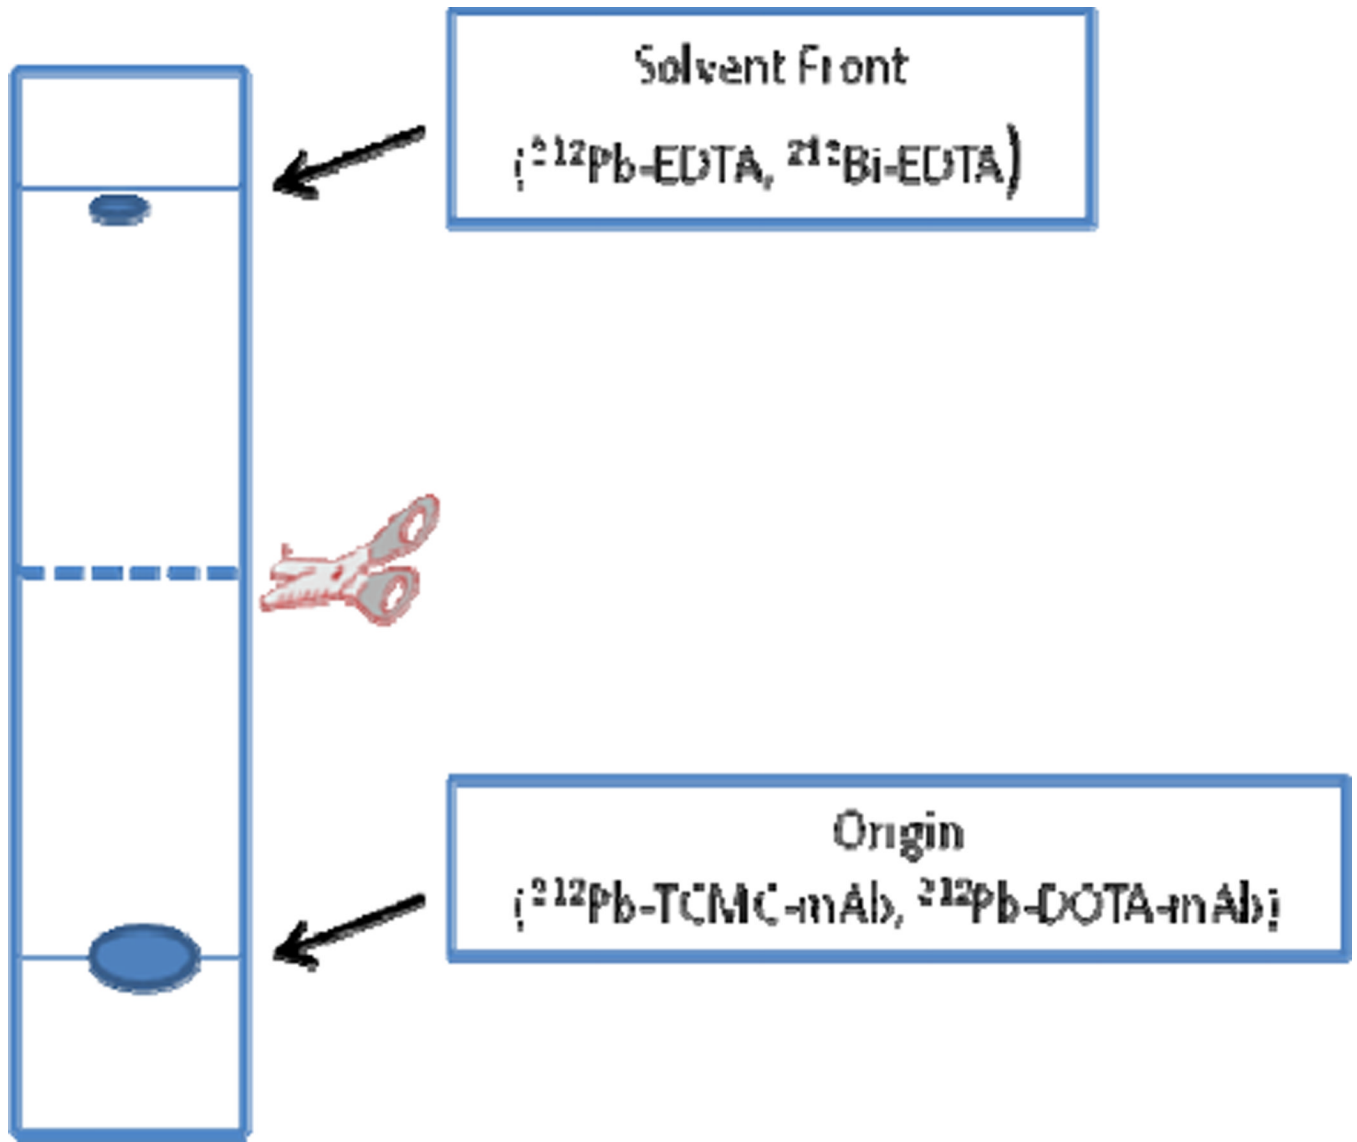 Solvent Front
(²¹²Pb-EDTA, ²¹²Bi-EDTA)
Origin
(²¹²Pb-TCMC-mAb, ²¹²Pb-DOTA-mAb)